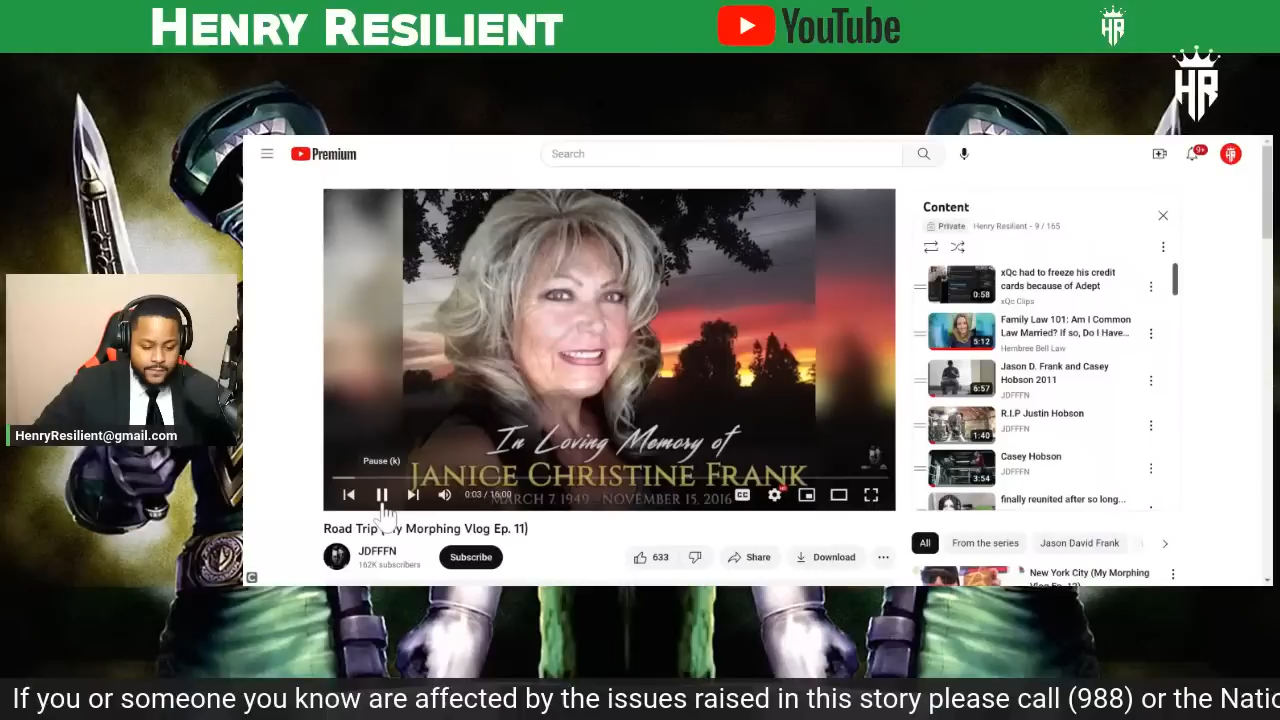 HENRY RESILIENT
YouTube
HR
HR
Premium
Search
9+
HR
Content
Private Henry Resilient - 9 / 165
xQc had to freeze his credit
cards because of Adept
xQc Clips
0:58
Family Law 101: Am I Common
Law Married? If so, Do I Have...
Hembree Bell Law
5:12
Jason D. Frank and Casey
Hobson 2011
JDFFFN
6:57
R.I.P Justin Hobson
JDFFFN
1:40
Casey Hobson
JDFFFN
3:54
finally reunited after so long...
In Loving Memory of
JANICE CHRISTINE FRANK
MARCH 7 1949 - NOVEMBER 15, 2016
Pause (k)
0:03 / 16:00
CC
HenryResilient@gmail.com
Road Trip Morphing Vlog Ep. 11)
JDFFFN
162K subscribers
Subscribe
633
Share
Download
All
From the series
Jason David Frank
New York City (My Morphing
Vlog Ep. 12)
If you or someone you know are affected by the issues raised in this story please call (988) or the Natio